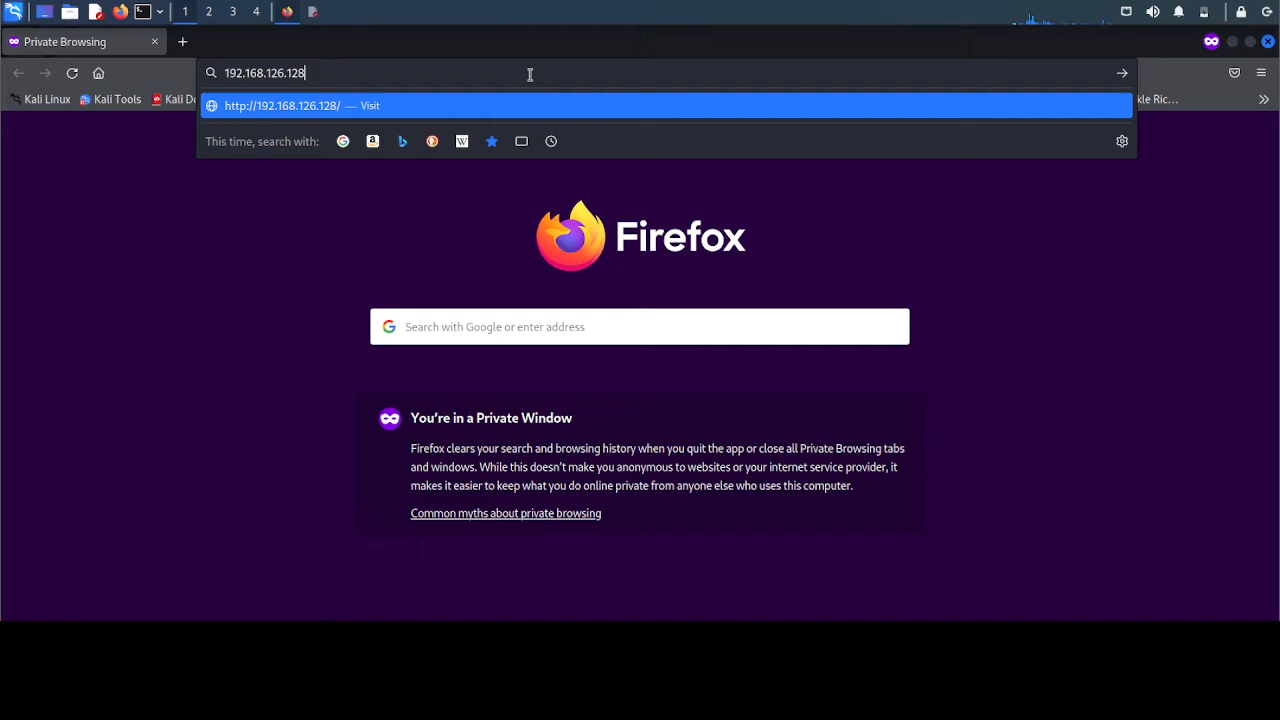 1 2 3 4
Private Browsing
192.168.126.128
Kali Linux Kali Tools Kali Do
kle Ric…
http://192.168.126.128/ — Visit
This time, search with:
Firefox
Search with Google or enter address
You're in a Private Window
Firefox clears your search and browsing history when you quit the app or close all Private Browsing tabs
and windows. While this doesn't make you anonymous to websites or your internet service provider, it
makes it easier to keep what you do online private from anyone else who uses this computer.
Common myths about private browsing